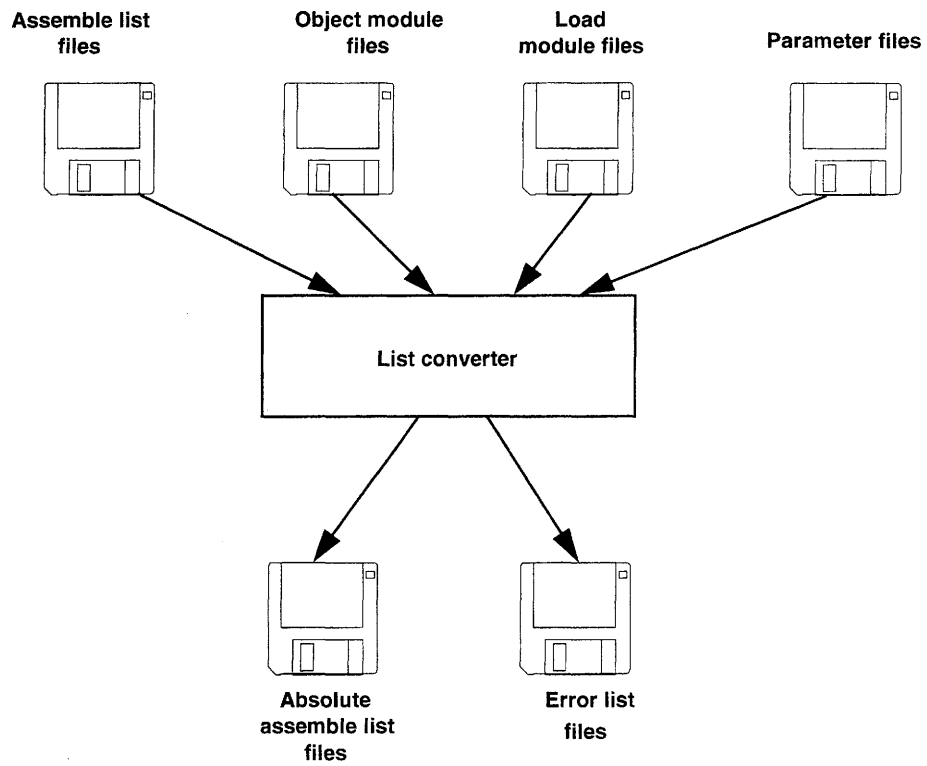 Assemble list
files
Object module
files
Load
module files
Parameter files
List converter
Absolute
assemble list
files
Error list
files